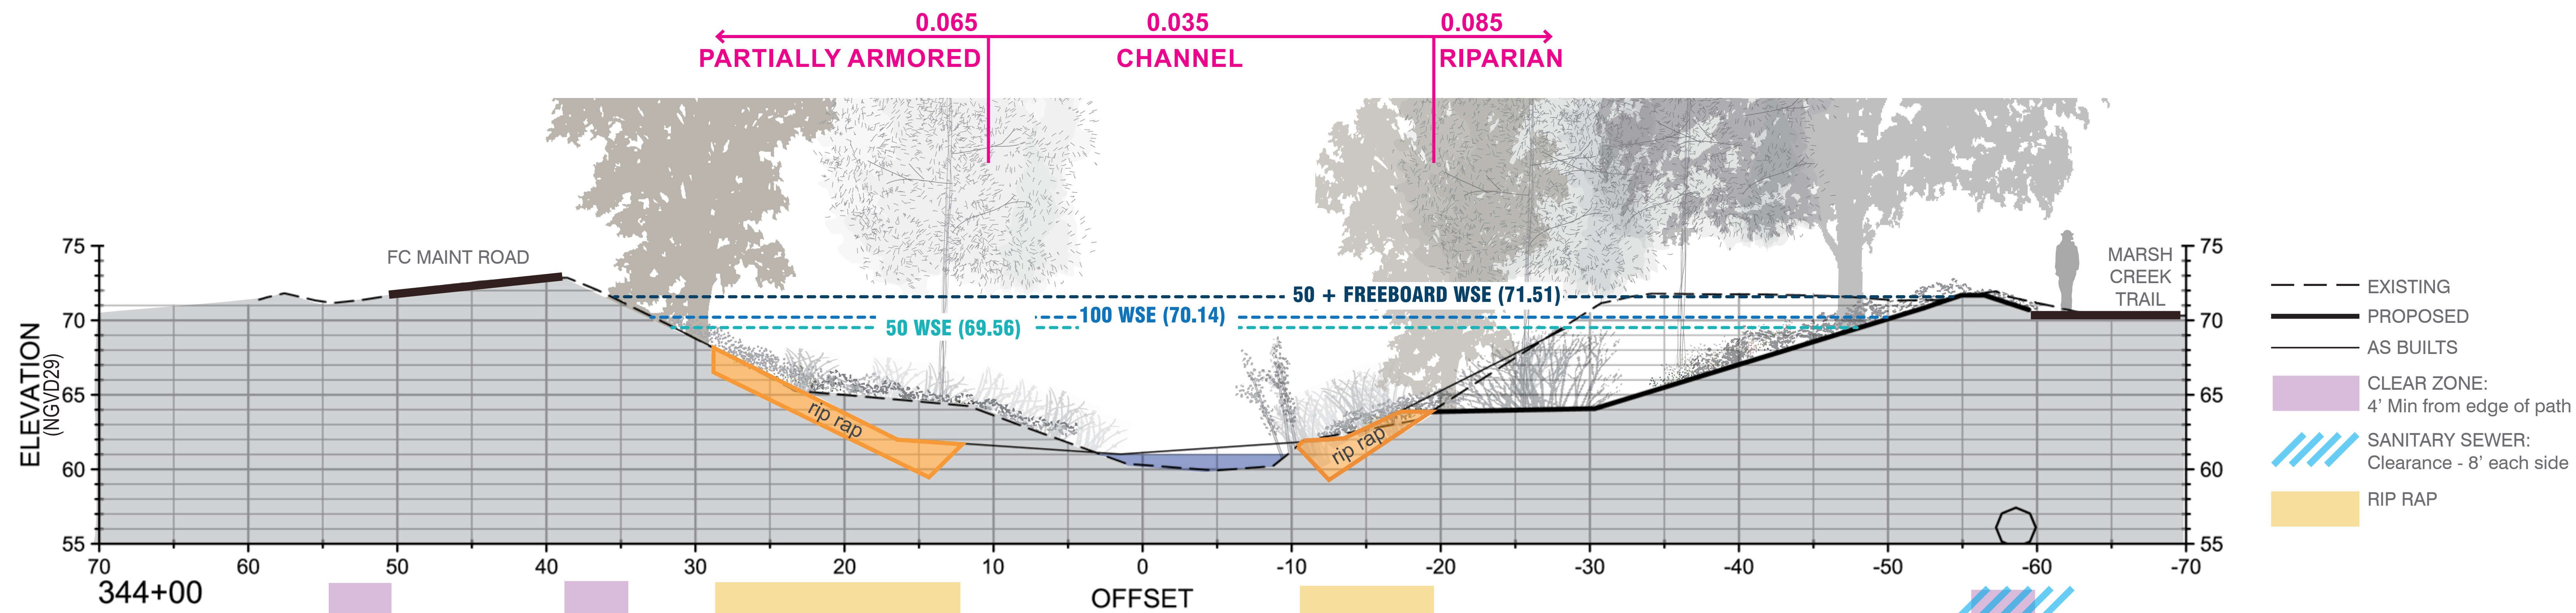 0.065 0.035 0.085
PARTIALLY ARMORED CHANNEL RIPARIAN
FC MAINT ROAD
MARSH
CREEK
TRAIL
50 + FREEBOARD WSE (71.51)
100 WSE (70.14)
50 WSE (69.56)
rip rap
rip rap
ELEVATION
(NGVD29)
75
70
65
60
55
75
70
65
60
55
70 60 50 40 30 20 10 0 -10 -20 -30 -40 -50 -60 -70
344+00
OFFSET
EXISTING
PROPOSED
AS BUILTS
CLEAR ZONE:
4’ Min from edge of path
SANITARY SEWER:
Clearance - 8’ each side
RIP RAP